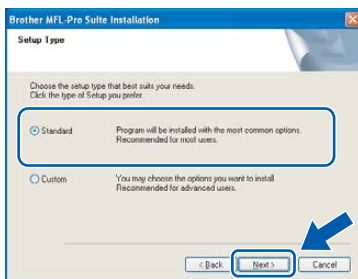 Brother MFL-Pro Suite Installation
Setup Type
Choose the setup type that best suits your needs.
Click the type of Setup you prefer.
Standard
Program will be installed with the most common options.
Recommended for most users.
Custom
You may choose the options you want to install.
Recommended for advanced users.
< Back
Next >
Cancel